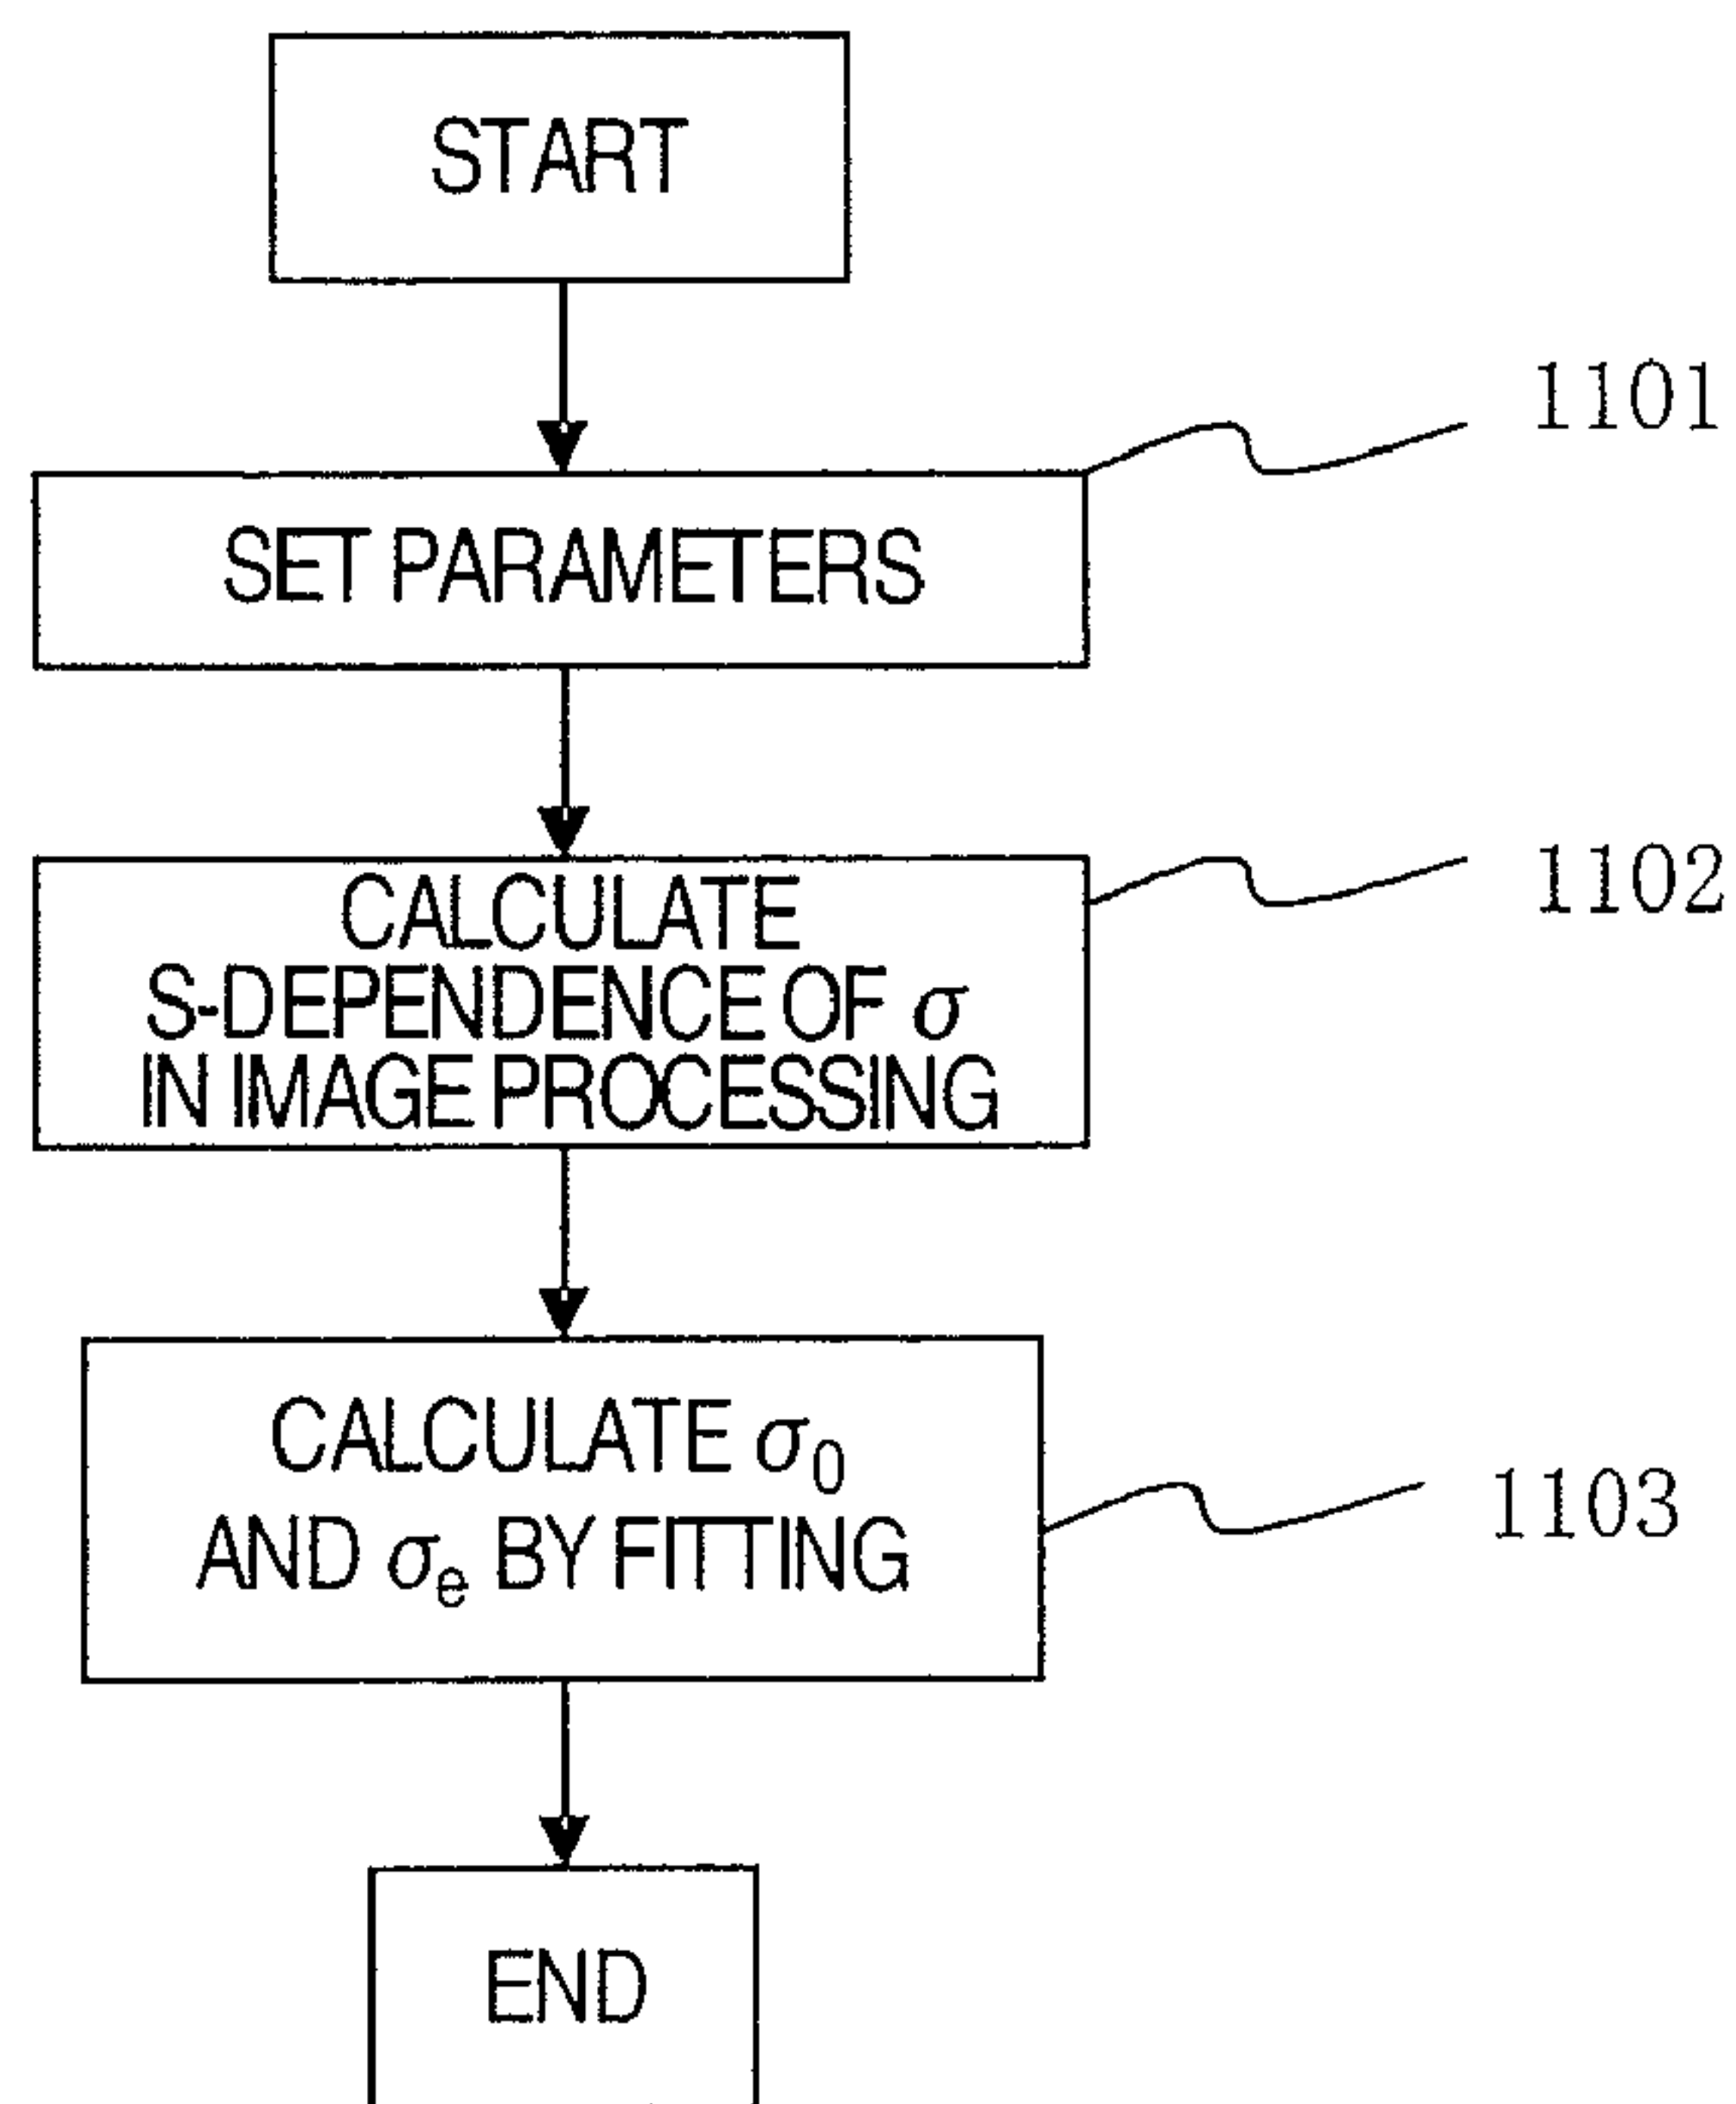 START
1101
SET PARAMETERS
1102
CALCULATE
S-DEPENDENCE OF σ
IN IMAGE PROCESSING
CALCULATE σ₀
AND σₑ BY FITTING
1103
END